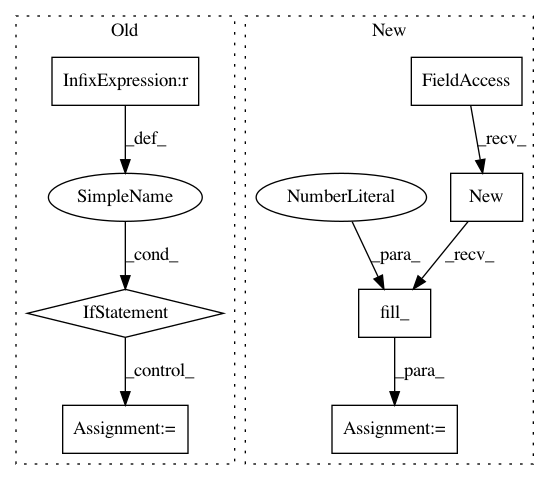 Old
New
InfixExpression:r
FieldAccess
_def_
_recv_
SimpleName
NumberLiteral
New
_cond_
_para_
_recv_
IfStatement
fill_
_control_
_para_
Assignment:=
Assignment:=